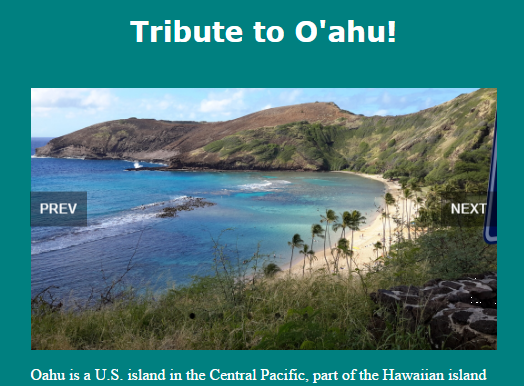 Tribute to O'ahu!
PREV
NEXT
Oahu is a U.S. island in the Central Pacific, part of the Hawaiian island